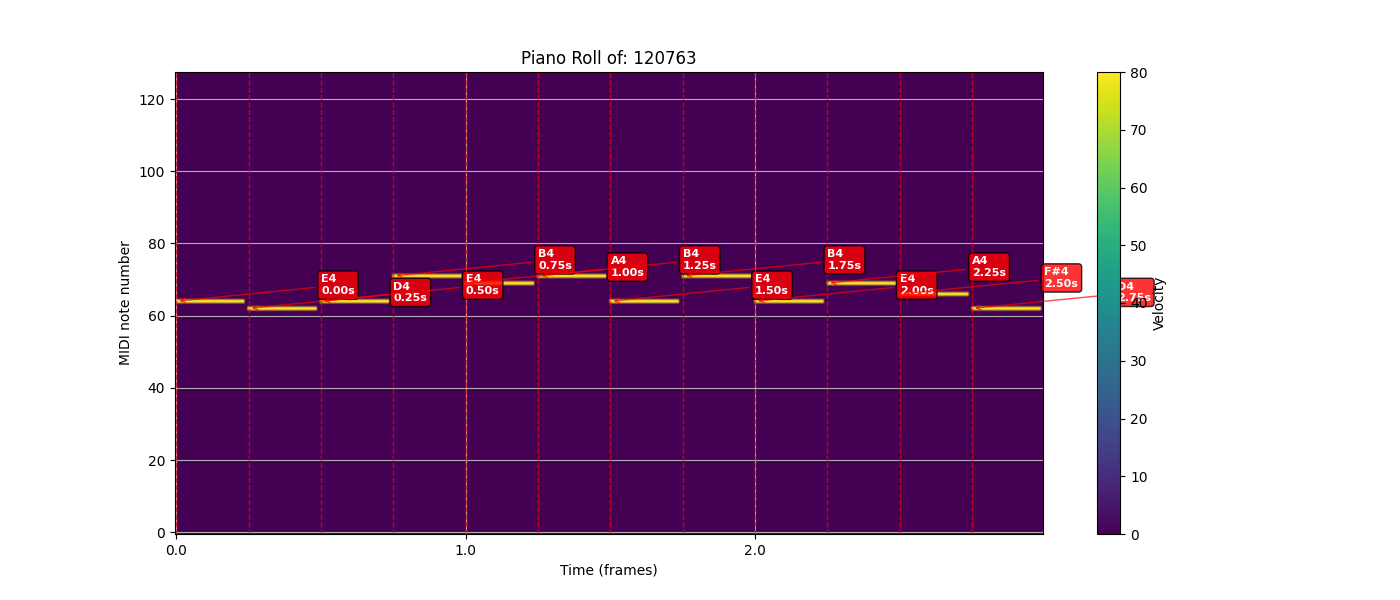 Piano Roll of: 120763
MIDI note number
120
100
80
60
40
20
0
E4
0.00s
D4
0.25s
E4
0.50s
B4
0.75s
A4
1.00s
B4
1.25s
E4
1.50s
B4
1.75s
E4
2.00s
A4
2.25s
F#4
2.50s
D4
2.75s
0.0
1.0
2.0
Time (frames)
80
70
60
50
40
30
20
10
0
Velocity